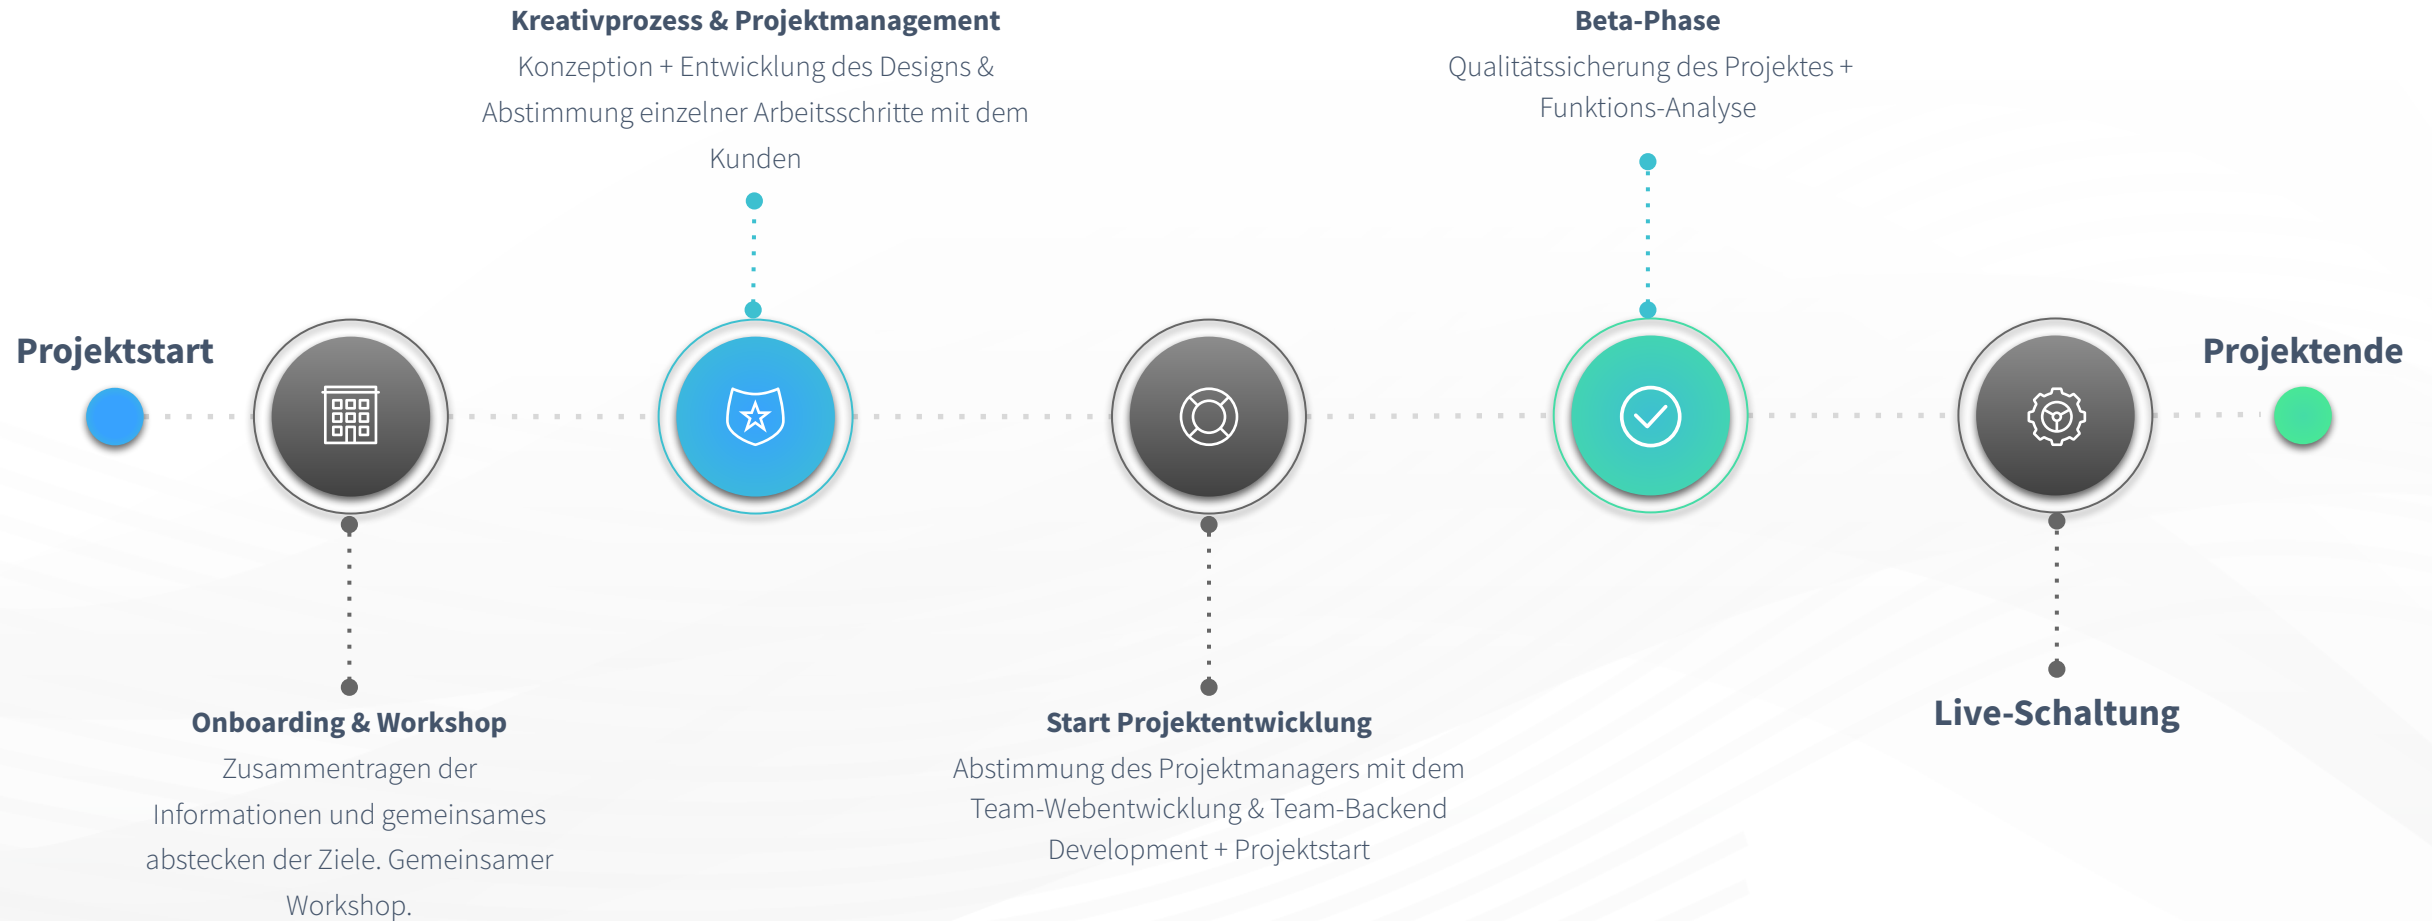 Kreativprozess & Projektmanagement
Konzeption + Entwicklung des Designs &
Abstimmung einzelner Arbeitsschritte mit dem
Kunden
Beta-Phase
Qualitätssicherung des Projektes +
Funktions-Analyse
Projektstart
Projektende
Onboarding & Workshop
Zusammentragen der
Informationen und gemeinsames
abstecken der Ziele. Gemeinsamer
Workshop.
Start Projektentwicklung
Abstimmung des Projektmanagers mit dem
Team-Webentwicklung & Team-Backend
Development + Projektstart
Live-Schaltung